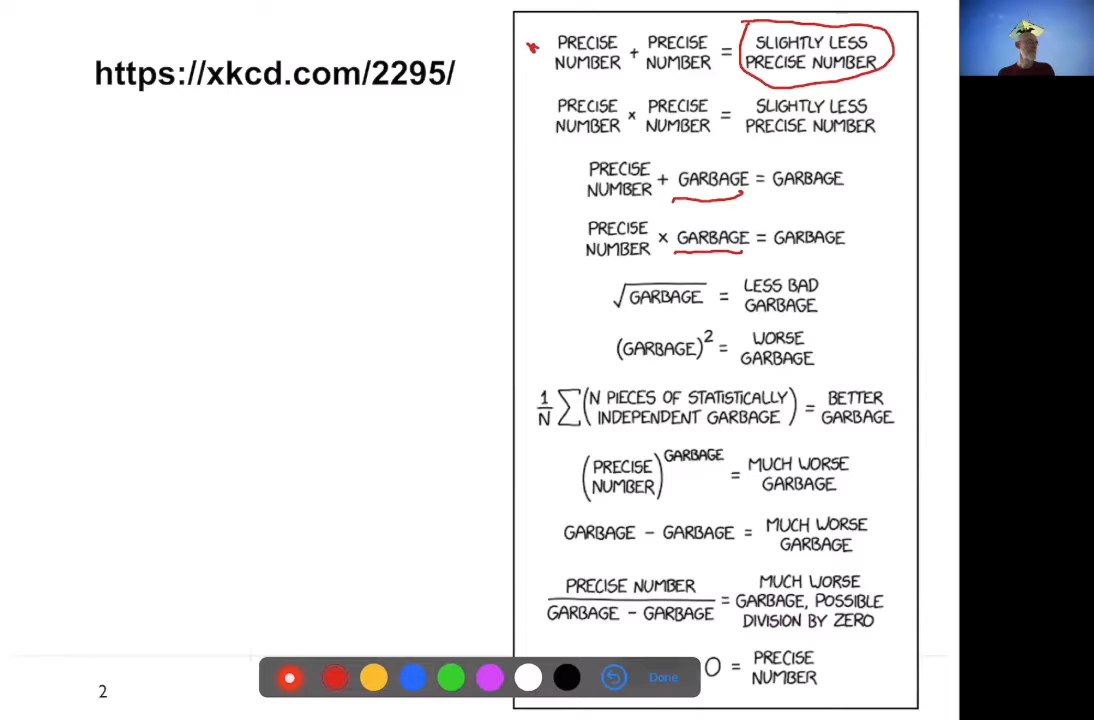 https://xkcd.com/2295/
PRECISE NUMBER + PRECISE NUMBER = SLIGHTLY LESS PRECISE NUMBER
PRECISE NUMBER × PRECISE NUMBER = SLIGHTLY LESS PRECISE NUMBER
PRECISE NUMBER + GARBAGE = GARBAGE
PRECISE NUMBER × GARBAGE = GARBAGE
√GARBAGE = LESS BAD GARBAGE
(GARBAGE)² = WORSE GARBAGE
1/N ∑ (N PIECES OF STATISTICALLY INDEPENDENT GARBAGE) = BETTER GARBAGE
(PRECISE NUMBER)^GARBAGE = MUCH WORSE GARBAGE
GARBAGE – GARBAGE = MUCH WORSE GARBAGE
PRECISE NUMBER / GARBAGE – GARBAGE = MUCH WORSE GARBAGE, POSSIBLE DIVISION BY ZERO
0 = PRECISE NUMBER
Done
2